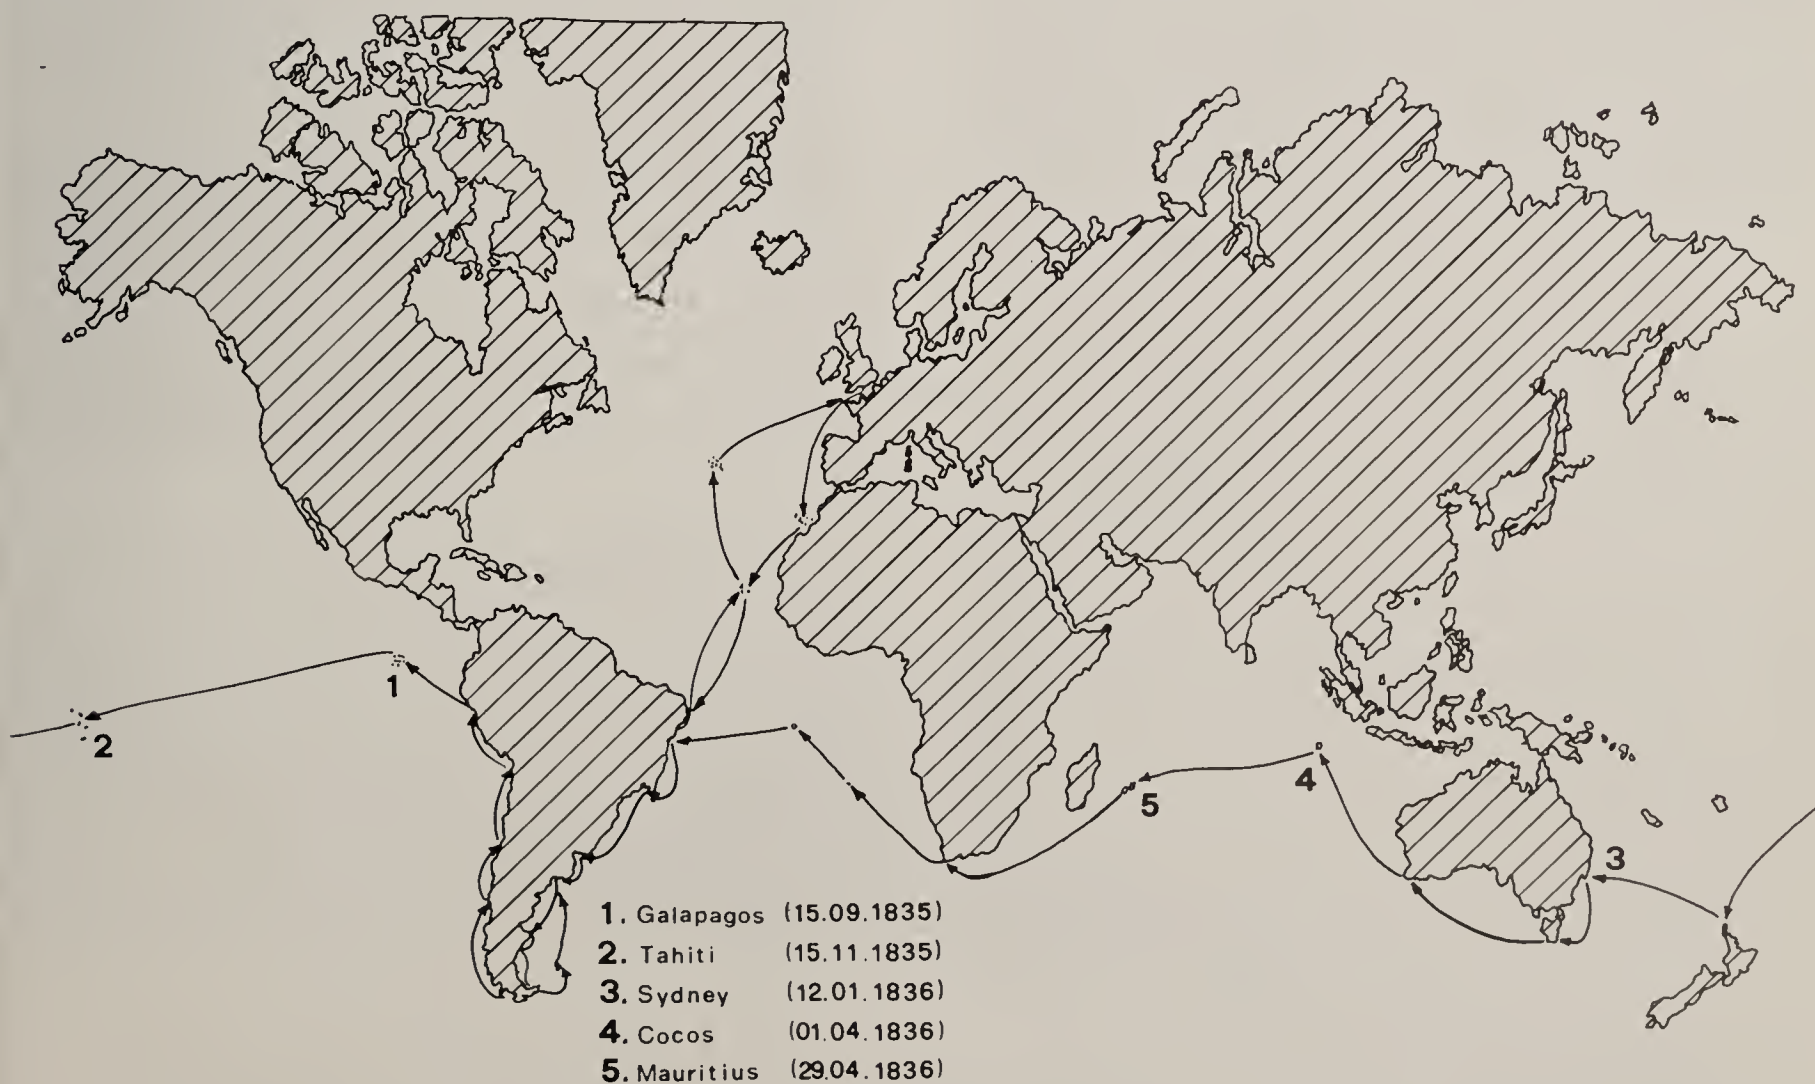 1
2
3
4
5
1. Galapagos (15.09.1835)
2. Tahiti (15.11.1835)
3. Sydney (12.01.1836)
4. Cocos (01.04.1836)
5. Mauritius (29.04.1836)